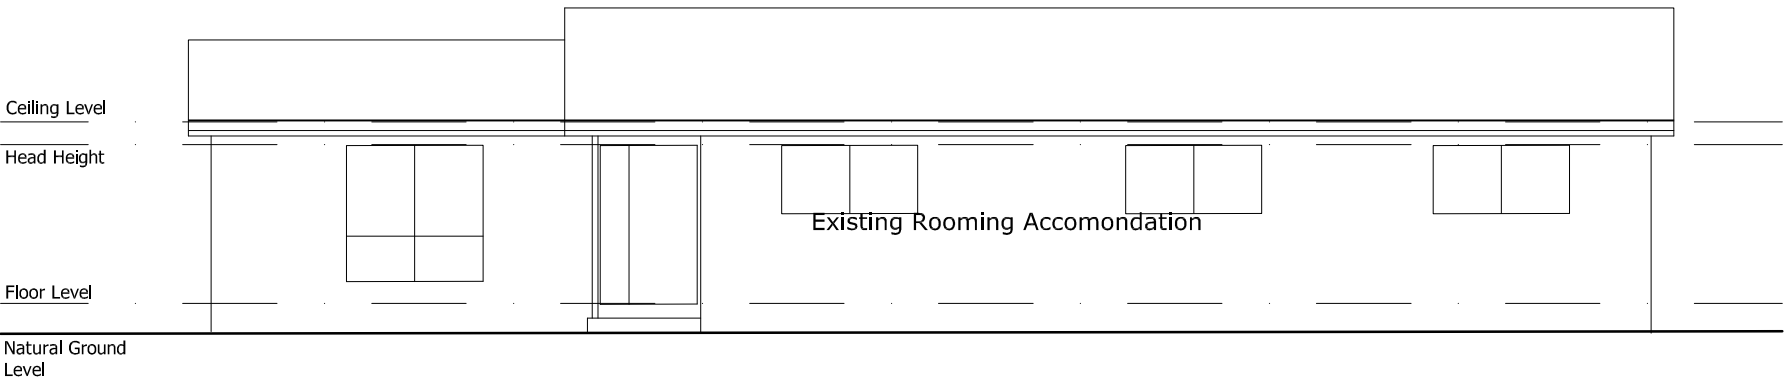 Ceiling Level
Head Height
Existing Rooming Accomondation
Floor Level
Natural Ground
Level